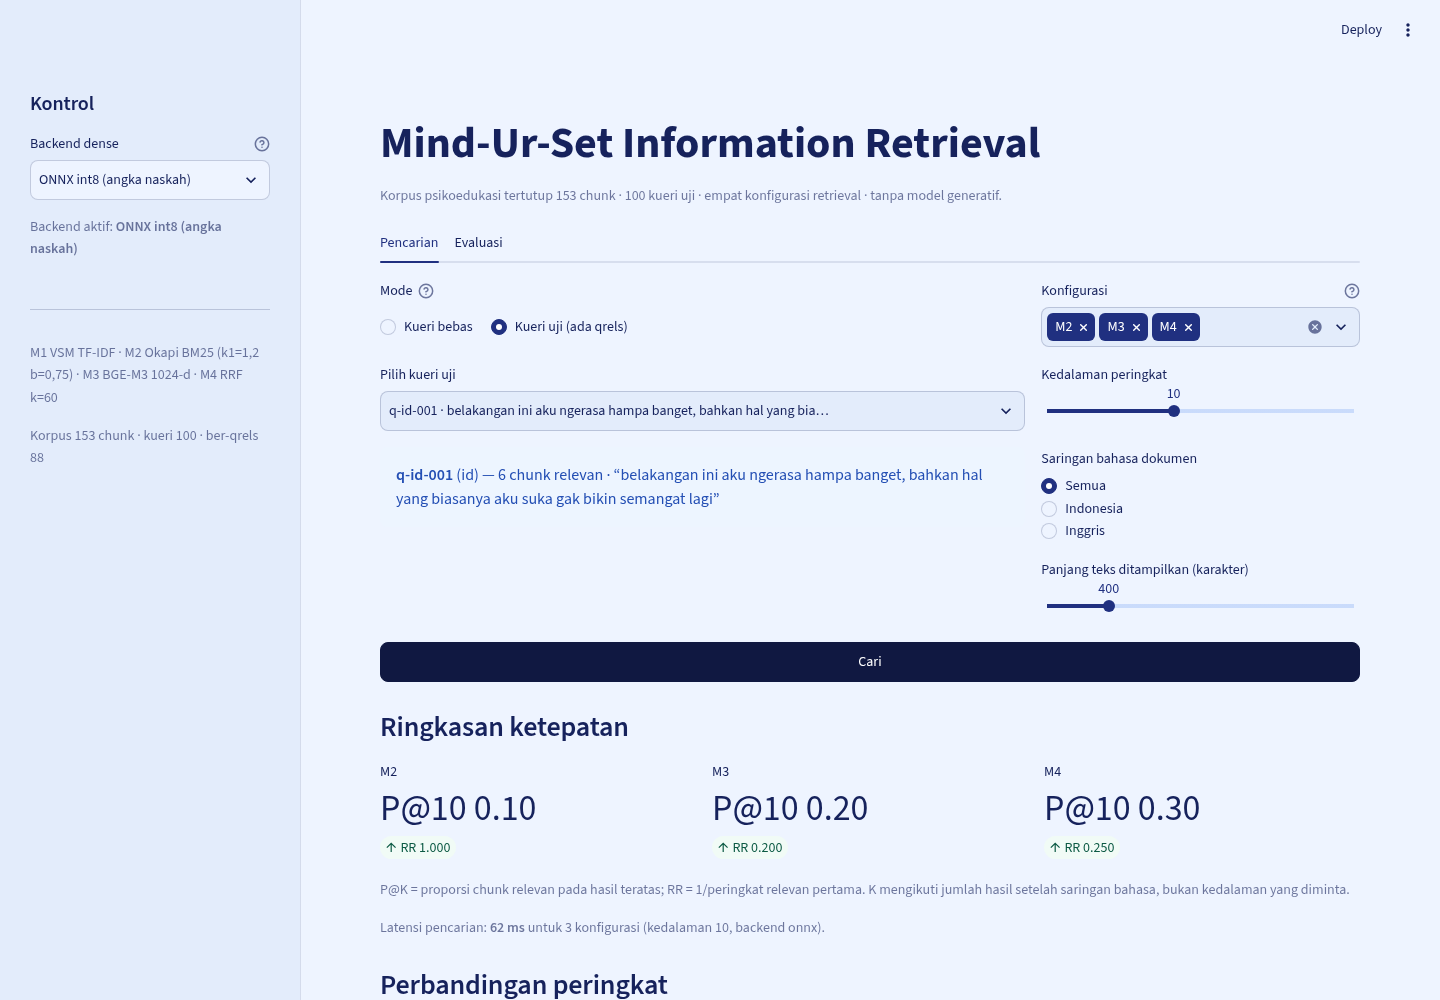 Deploy
Kontrol
Backend dense
ONNX int8 (angka naskah)
Backend aktif: ONNX int8 (angka
naskah)
M1 VSM TF-IDF · M2 Okapi BM25 (k1=1,2
b=0,75) · M3 BGE-M3 1024-d · M4 RRF
k=60
Korpus 153 chunk · kueri 100 · ber-qrels
88
Mind-Ur-Set Information Retrieval
Korpus psikoedukasi tertutup 153 chunk · 100 kueri uji · empat konfigurasi retrieval · tanpa model generatif.
Pencarian Evaluasi
Mode
Kueri bebas Kueri uji (ada qrels)
Pilih kueri uji
q-id-001 · belakangan ini aku ngerasa hampa banget, bahkan hal yang bia…
q-id-001 (id) — 6 chunk relevan · “belakangan ini aku ngerasa hampa banget, bahkan hal
yang biasanya aku suka gak bikin semangat lagi”
Konfigurasi
M2 M3 M4
Kedalaman peringkat
10
Saringan bahasa dokumen
Semua
Indonesia
Inggris
Panjang teks ditampilkan (karakter)
400
Cari
Ringkasan ketepatan
M2 M3 M4
P@10 0.10 P@10 0.20 P@10 0.30
↑ RR 1.000 ↑ RR 0.200 ↑ RR 0.250
P@K = proporsi chunk relevan pada hasil teratas; RR = 1/peringkat relevan pertama. K mengikuti jumlah hasil setelah saringan bahasa, bukan kedalaman yang diminta.
Latensi pencarian: 62 ms untuk 3 konfigurasi (kedalaman 10, backend onnx).
Perbandingan peringkat